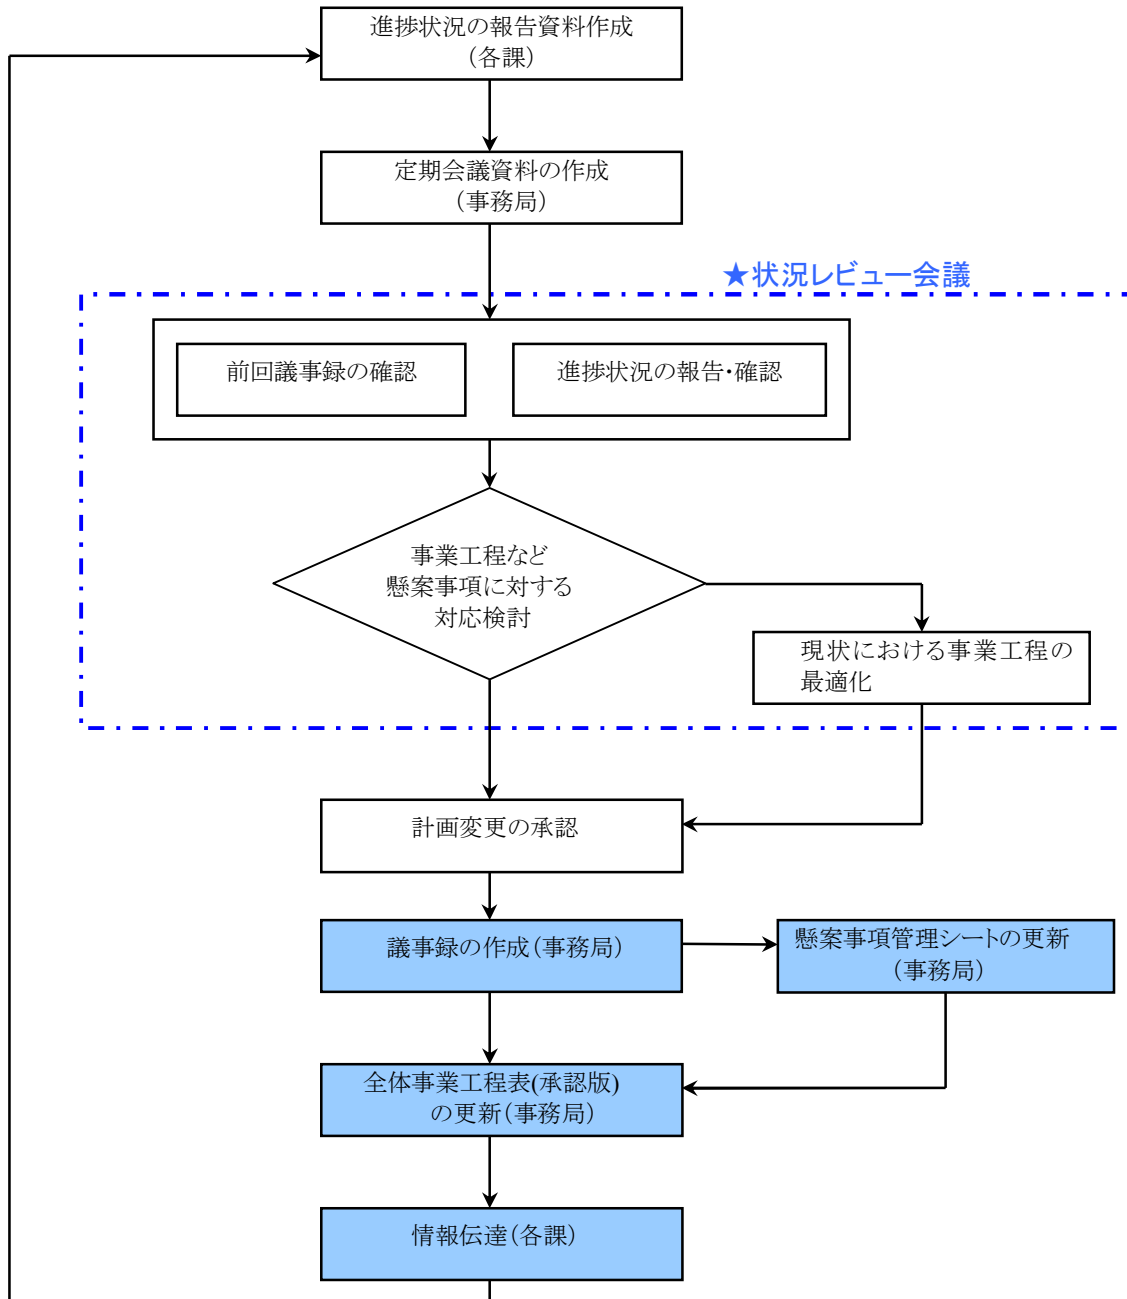 進捗状況の報告資料作成
(各課)
定期会議資料の作成
(事務局)
★状況レビュー会議
前回議事録の確認
進捗状況の報告・確認
事業工程など
懸案事項に対する
対応検討
現状における事業工程の
最適化
計画変更の承認
議事録の作成(事務局)
懸案事項管理シートの更新
(事務局)
全体事業工程表(承認版)
の更新(事務局)
情報伝達(各課)